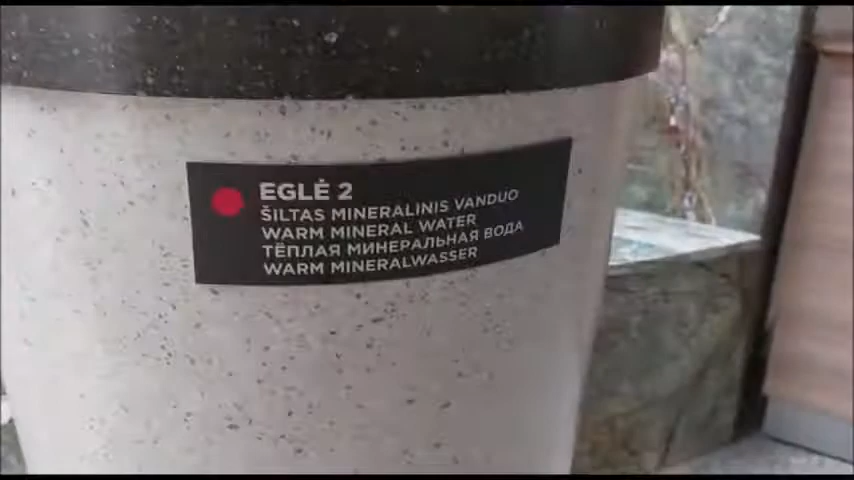 EGLĖ 2
ŠILTAS MINERALINIS VANDUO
WARM MINERAL WATER
ТЁПЛАЯ МИНЕРАЛЬНАЯ ВОДА
WARM MINERALWASSER